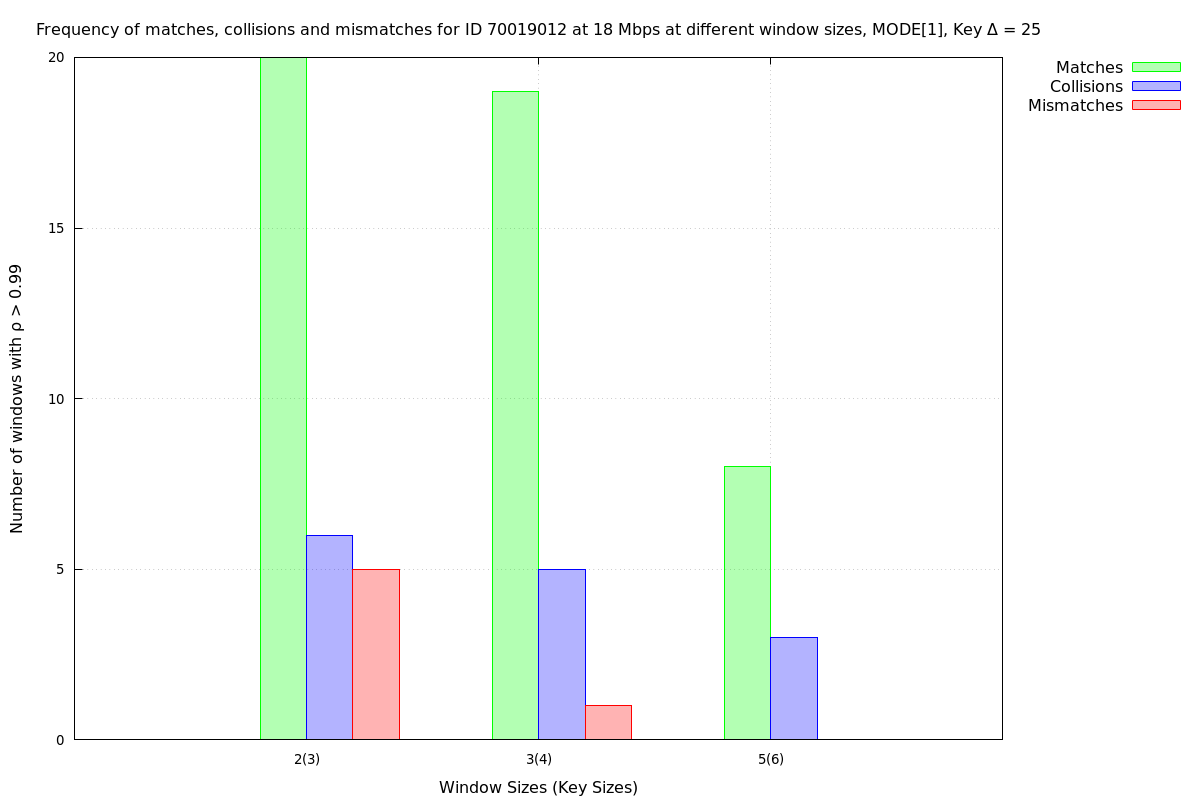 Frequency of matches, collisions and mismatches for ID 70019012 at 18 Mbps at different window sizes, MODE[1], Key Δ = 25
Matches
Collisions
Mismatches
20
15
10
5
0
Number of windows with ρ > 0.99
2(3)
3(4)
5(6)
Window Sizes (Key Sizes)